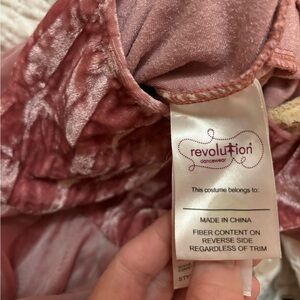 revolution
dancewear
This costume belongs to:
MADE IN CHINA
FIBER CONTENT ON
REVERSE SIDE
REGARDLESS OF TRIM